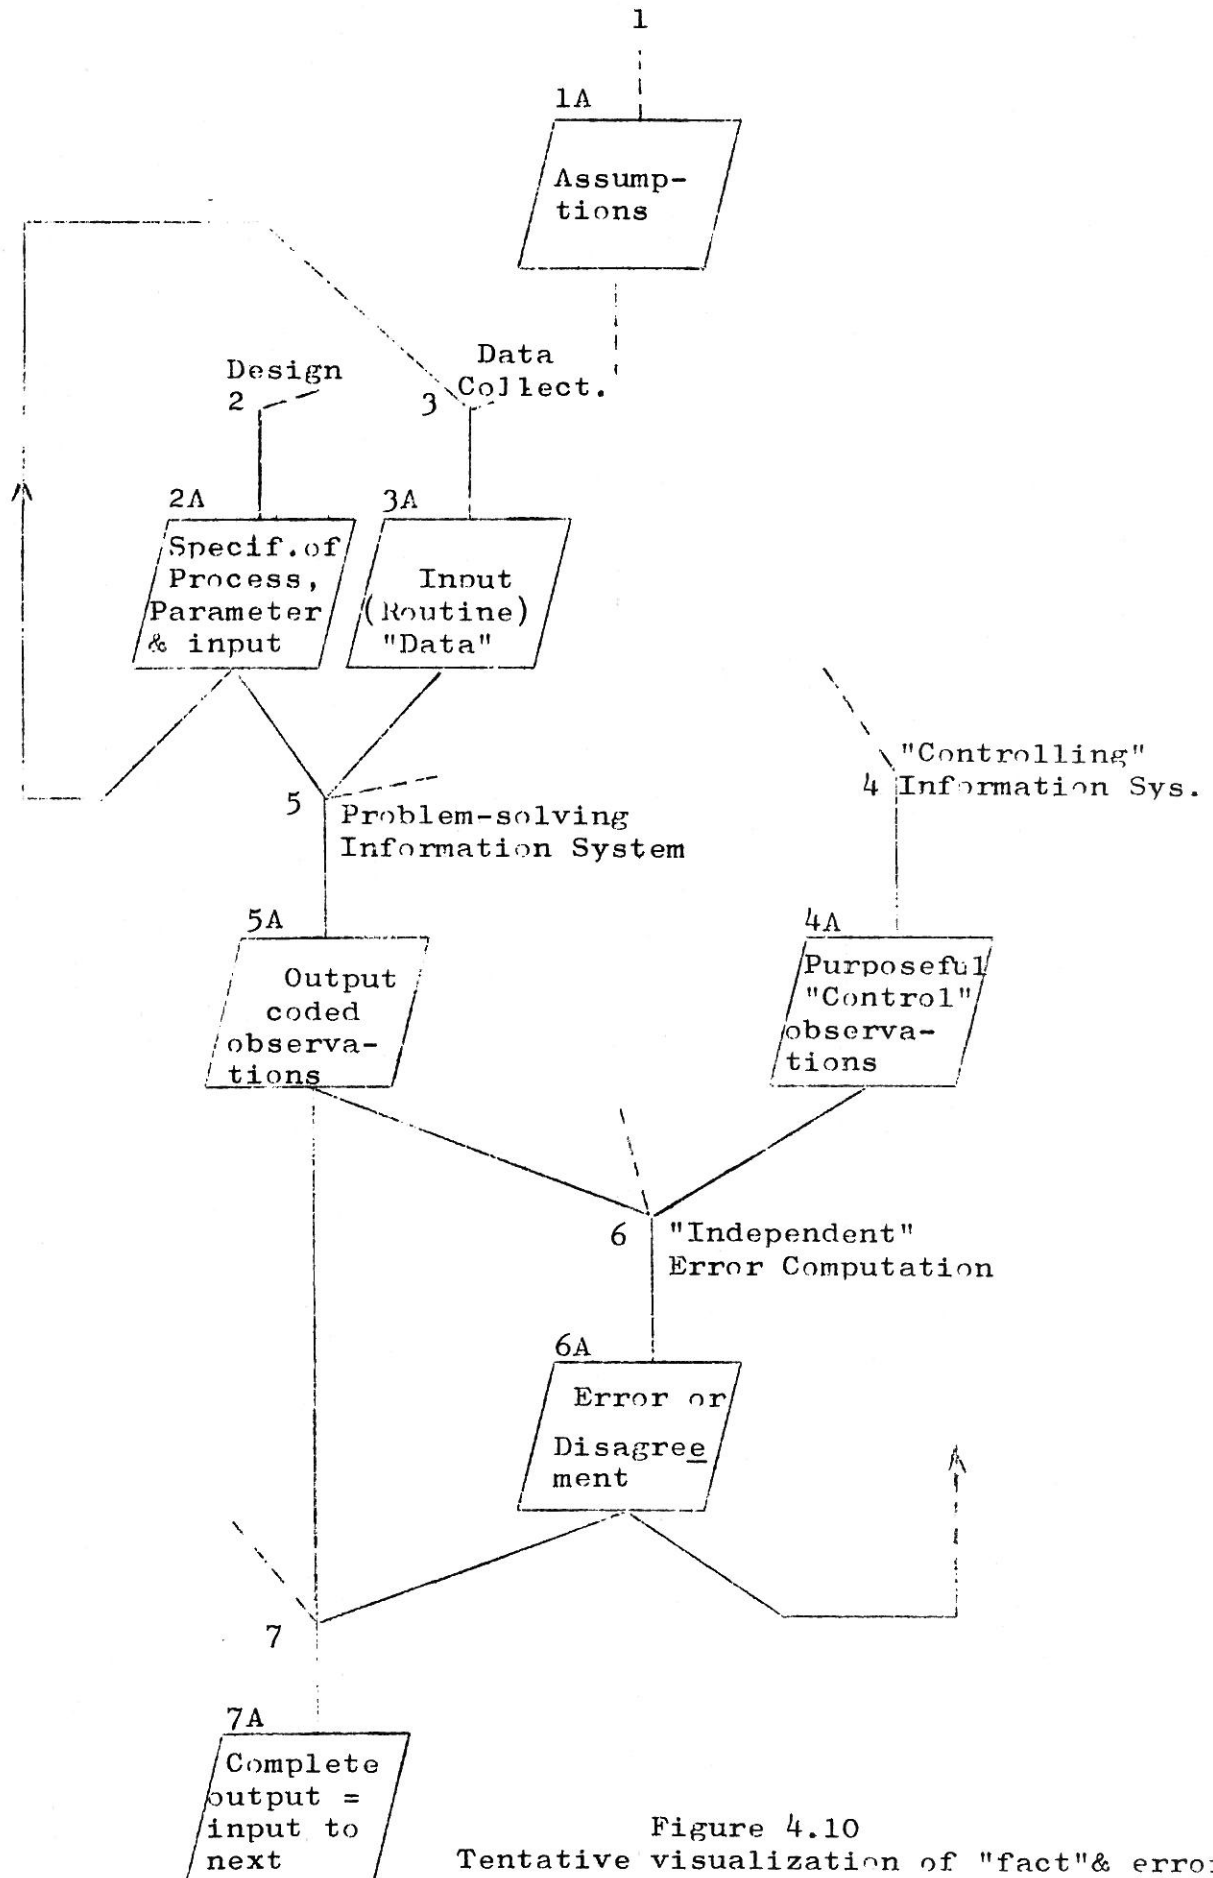 1
1A
Assump-
tions
Design
2
Data
3 Collect.
2A
Specif.of
Process,
Parameter
& input
3A
Input
(Routine)
"Data"
"Controlling"
4 Information Sys.
5 Problem-solving
Information System
5A
Output
coded
observa-
tions
4A
Purposeful
"Control"
observa-
tions
6 "Independent"
Error Computation
6A
Error or
Disagree
ment
7
7A
Complete
output =
input to
next
Figure 4.10
Tentative visualization of "fact"& error